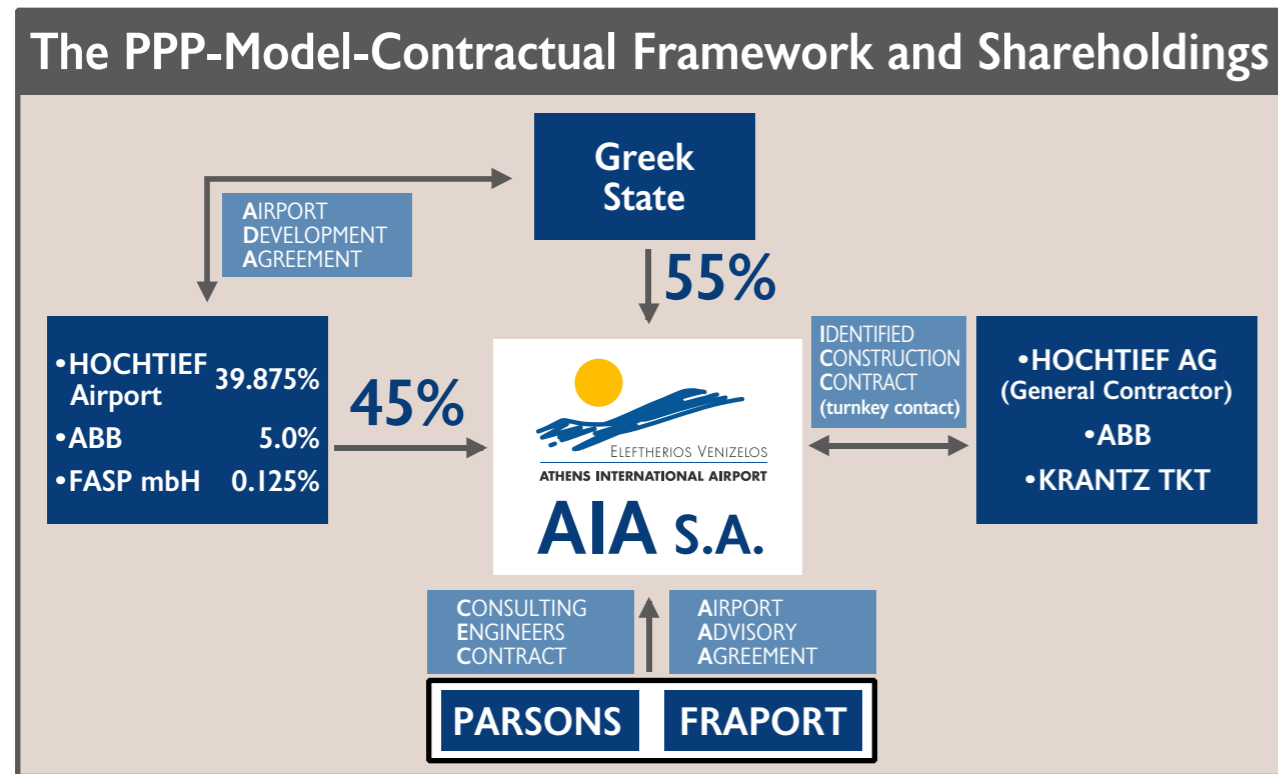 The PPP-Model-Contractual Framework and Shareholdings
Greek
State
AIRPORT
DEVELOPMENT
AGREEMENT
55%
•HOCHTIEF
Airport
39.875%
•ABB 5.0%
•FASP mbH 0.125%
45%
ELEFTHERIOS VENIZELOS
ATHENS INTERNATIONAL AIRPORT
AIA S.A.
IDENTIFIED
CONSTRUCTION
CONTRACT
(turnkey contact)
•HOCHTIEF AG
(General Contractor)
•ABB
•KRANTZ TKT
CONSULTING
ENGINEERS
CONTRACT
AIRPORT
ADVISORY
AGREEMENT
PARSONS
FRAPORT